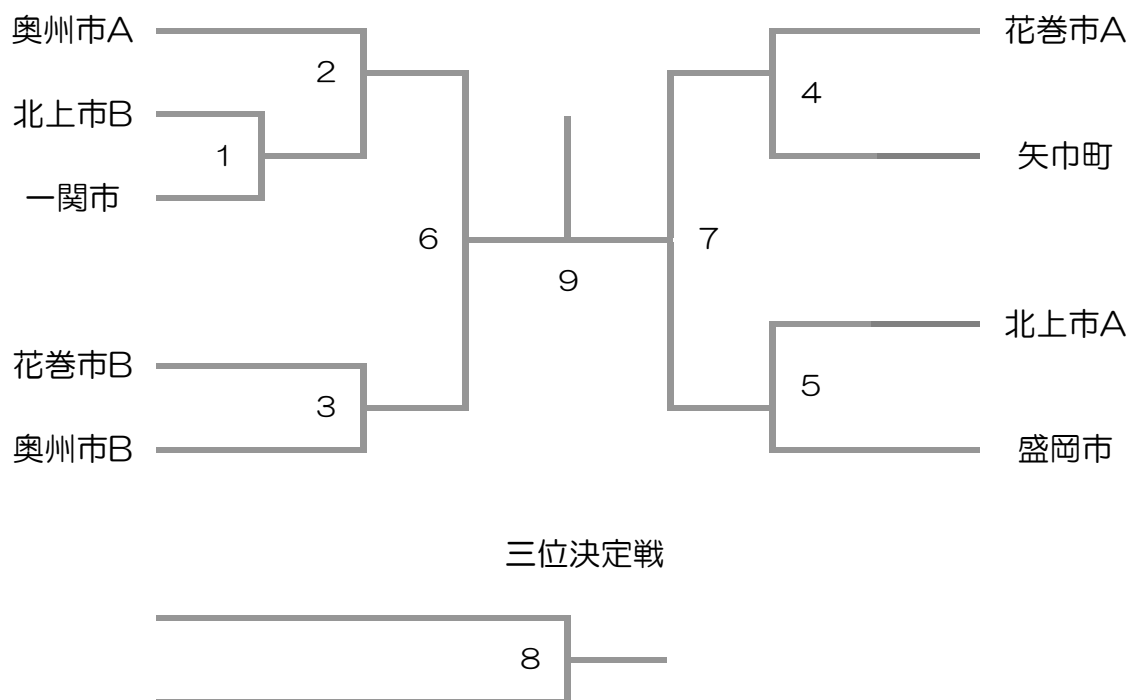 奥州市A
花巻市A
2
4
北上市B
1
矢巾町
一関市
6
7
9
北上市A
花巻市B
5
3
奥州市B
盛岡市
三位決定戦
8